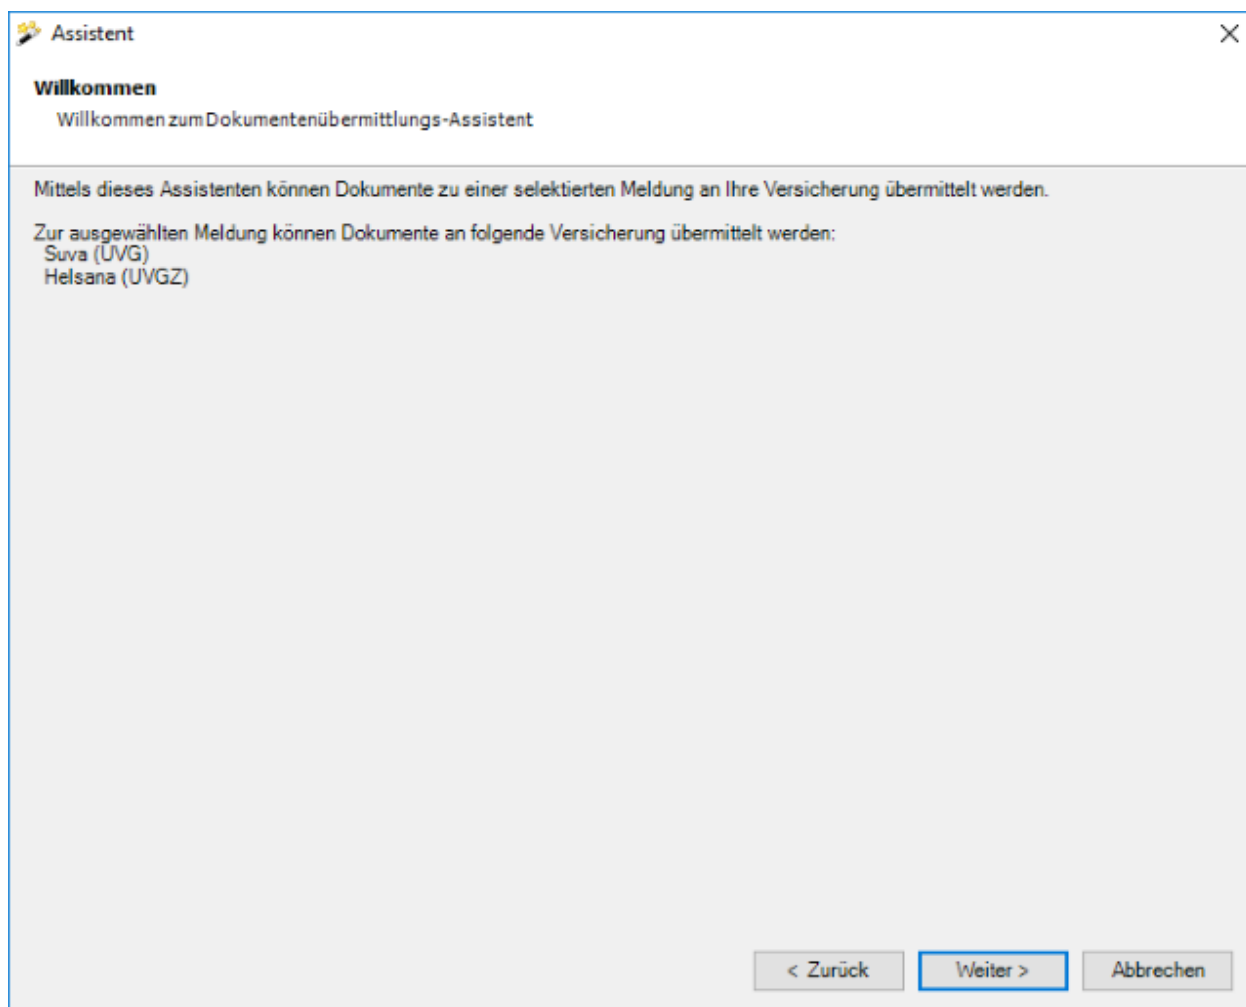 Assistent
Willkommen
Willkommen zum Dokumentenübermittlungs-Assistent
Mittels dieses Assistenten können Dokumente zu einer selektierten Meldung an Ihre Versicherung übermittelt werden.
Zur ausgewählten Meldung können Dokumente an folgende Versicherung übermittelt werden:
Suva (UVG)
Helsana (UVGZ)
< Zurück
Weiter >
Abbrechen